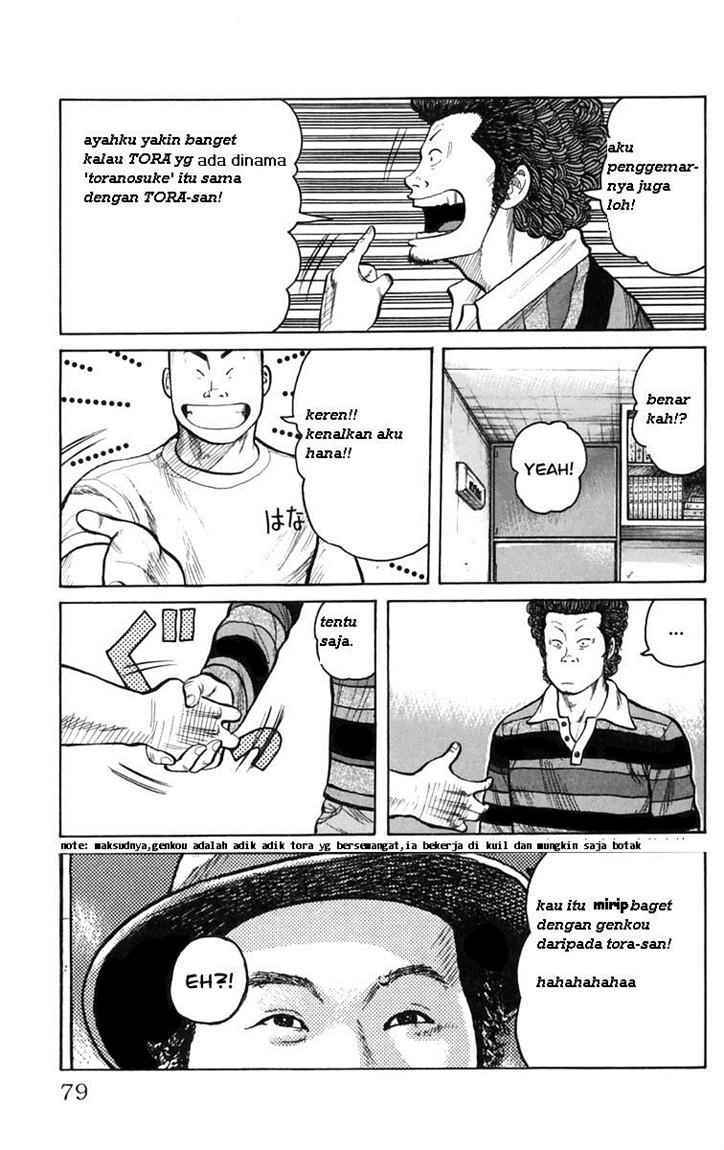 aku
penggemar-
nya juga
loh!
ayahku yakin banget
kalau TORA yg ada dinama
'toranosuke' itu sama
dengan TORA-san!
benar
kah!?
YEAH!
keren!!
kenalkan aku
hana!!
はな
...
tentu
saja.
note: maksudnya,genkou adalah adik adik tora yg bersemangat,ia bekerja di kuil dan mungkin saja botak
kau itu mirip baget
dengan genkou
daripada tora-san!
hahahahahaa
EH?!
79